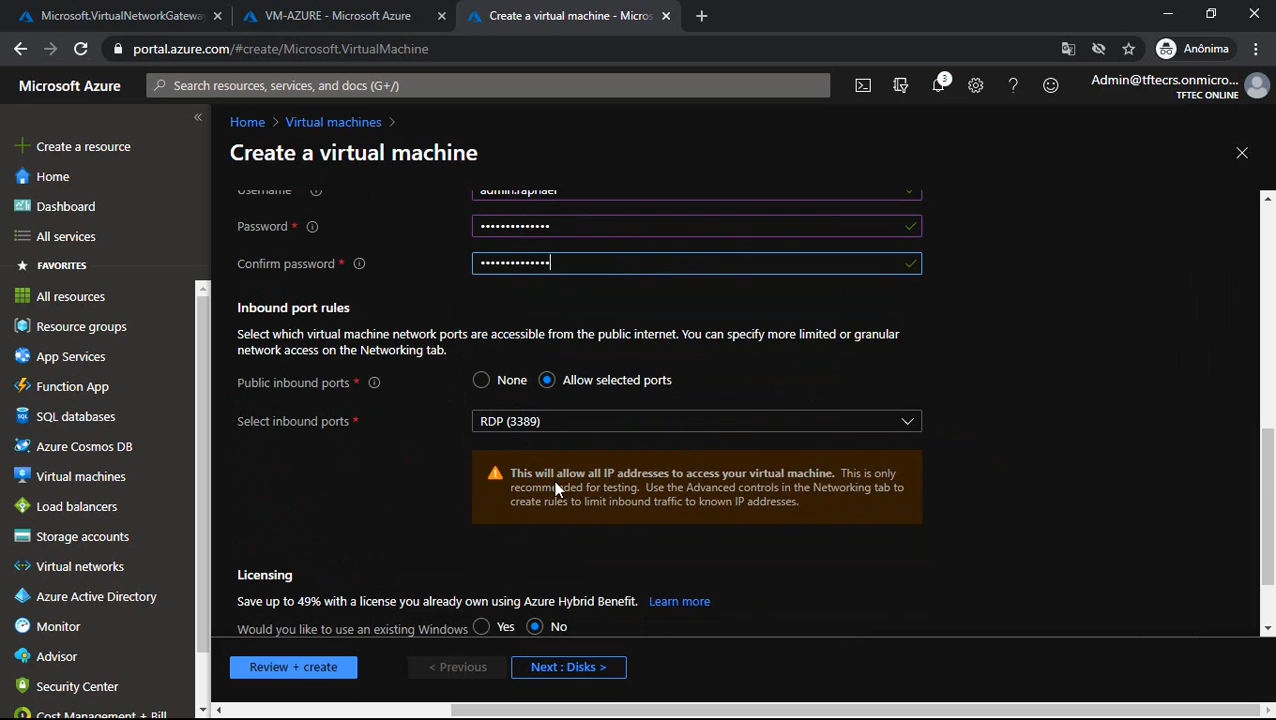 Microsoft.VirtualNetworkGateway
VM-AZURE - Microsoft Azure
Create a virtual machine - Micros
portal.azure.com/#create/Microsoft.VirtualMachine
Anônima
Microsoft Azure
Search resources, services, and docs (G+/)
3
Admin@tftecrs.onmicro...
TFTEC ONLINE
Create a resource
Home
Dashboard
All services
FAVORITES
All resources
Resource groups
App Services
Function App
SQL databases
Azure Cosmos DB
Virtual machines
Load balancers
Storage accounts
Virtual networks
Azure Active Directory
Monitor
Advisor
Security Center
Cost Management + Bill
Home > Virtual machines >
Create a virtual machine
Username
admin.raphael
Password *
••••••••••••••
Confirm password *
••••••••••••••
Inbound port rules
Select which virtual machine network ports are accessible from the public internet. You can specify more limited or granular
network access on the Networking tab.
Public inbound ports *
None
Allow selected ports
Select inbound ports *
RDP (3389)
This will allow all IP addresses to access your virtual machine. This is only
recommended for testing. Use the Advanced controls in the Networking tab to
create rules to limit inbound traffic to known IP addresses.
Licensing
Save up to 49% with a license you already own using Azure Hybrid Benefit. Learn more
Would you like to use an existing Windows
Yes
No
Review + create
< Previous
Next : Disks >